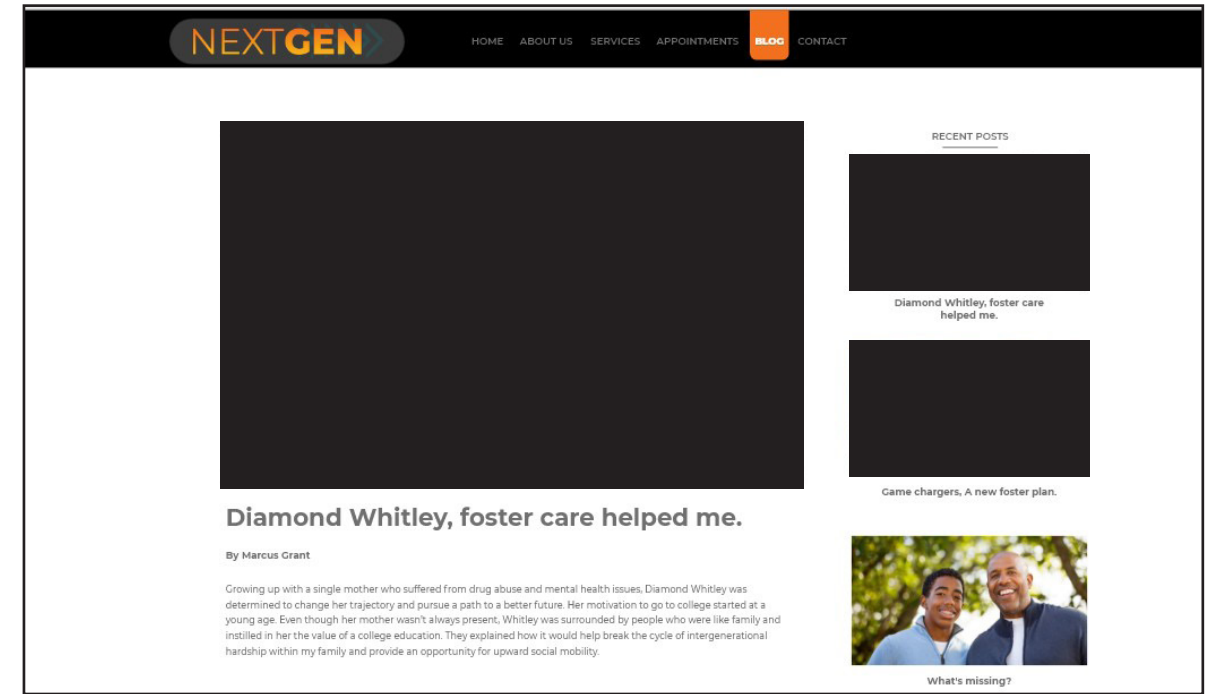 NEXTGEN
HOME ABOUT US SERVICES APPOINTMENTS BLOG CONTACT
Diamond Whitley, foster care helped me.
By Marcus Grant
Growing up with a single mother who suffered from drug abuse and mental health issues, Diamond Whitley was
determined to change her trajectory and pursue a path to a better future. Her motivation to go to college started at a
young age. Even though her mother wasn't always present, Whitley was surrounded by people who were like family and
instilled in her the value of a college education. They explained how it would help break the cycle of intergenerational
hardship within my family and provide an opportunity for upward social mobility.
RECENT POSTS
Diamond Whitley, foster care
helped me.
Game chargers, A new foster plan.
What's missing?